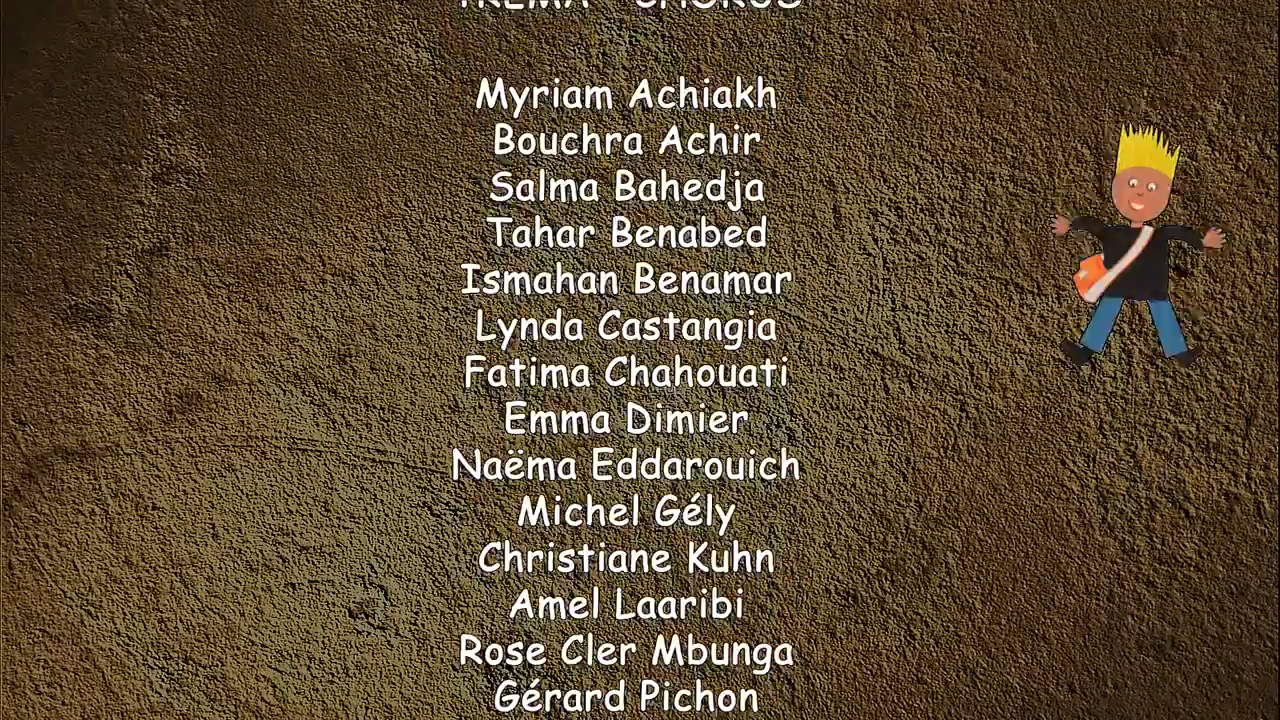 Myriam Achiakh
Bouchra Achir
Salma Bahedja
Tahar Benabed
Ismahan Benamar
Lynda Castangia
Fatima Chahouati
Emma Dimier
Naëma Eddarouich
Michel Gély
Christiane Kuhn
Amel Laaribi
Rose Cler Mbunga
Gérard Pichon